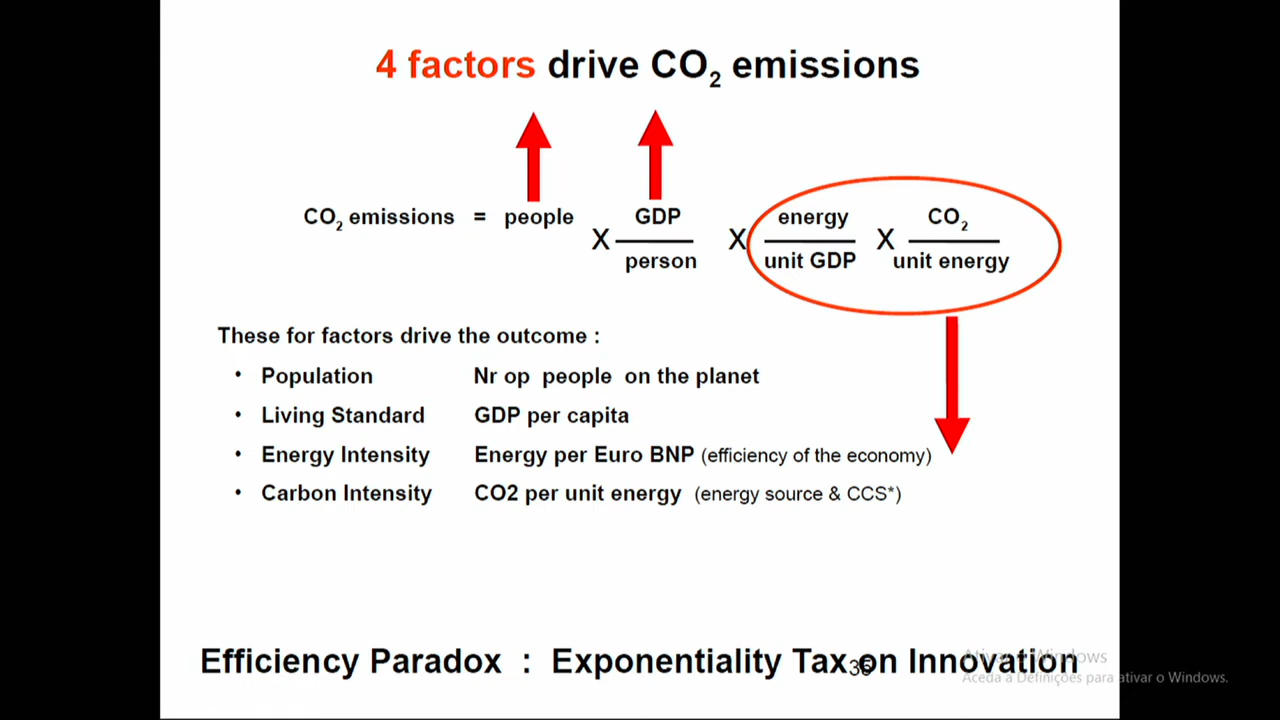 4 factors drive CO2 emissions
CO2 emissions = people X GDP / person X energy / unit GDP X CO2 / unit energy
These for factors drive the outcome :
• Population Nr op people on the planet
• Living Standard GDP per capita
• Energy Intensity Energy per Euro BNP (efficiency of the economy)
• Carbon Intensity CO2 per unit energy (energy source & CCS*)
Efficiency Paradox : Exponentiality Tax on Innovation
35
Ativar o Windows
Aceda a Definições para ativar o Windows.